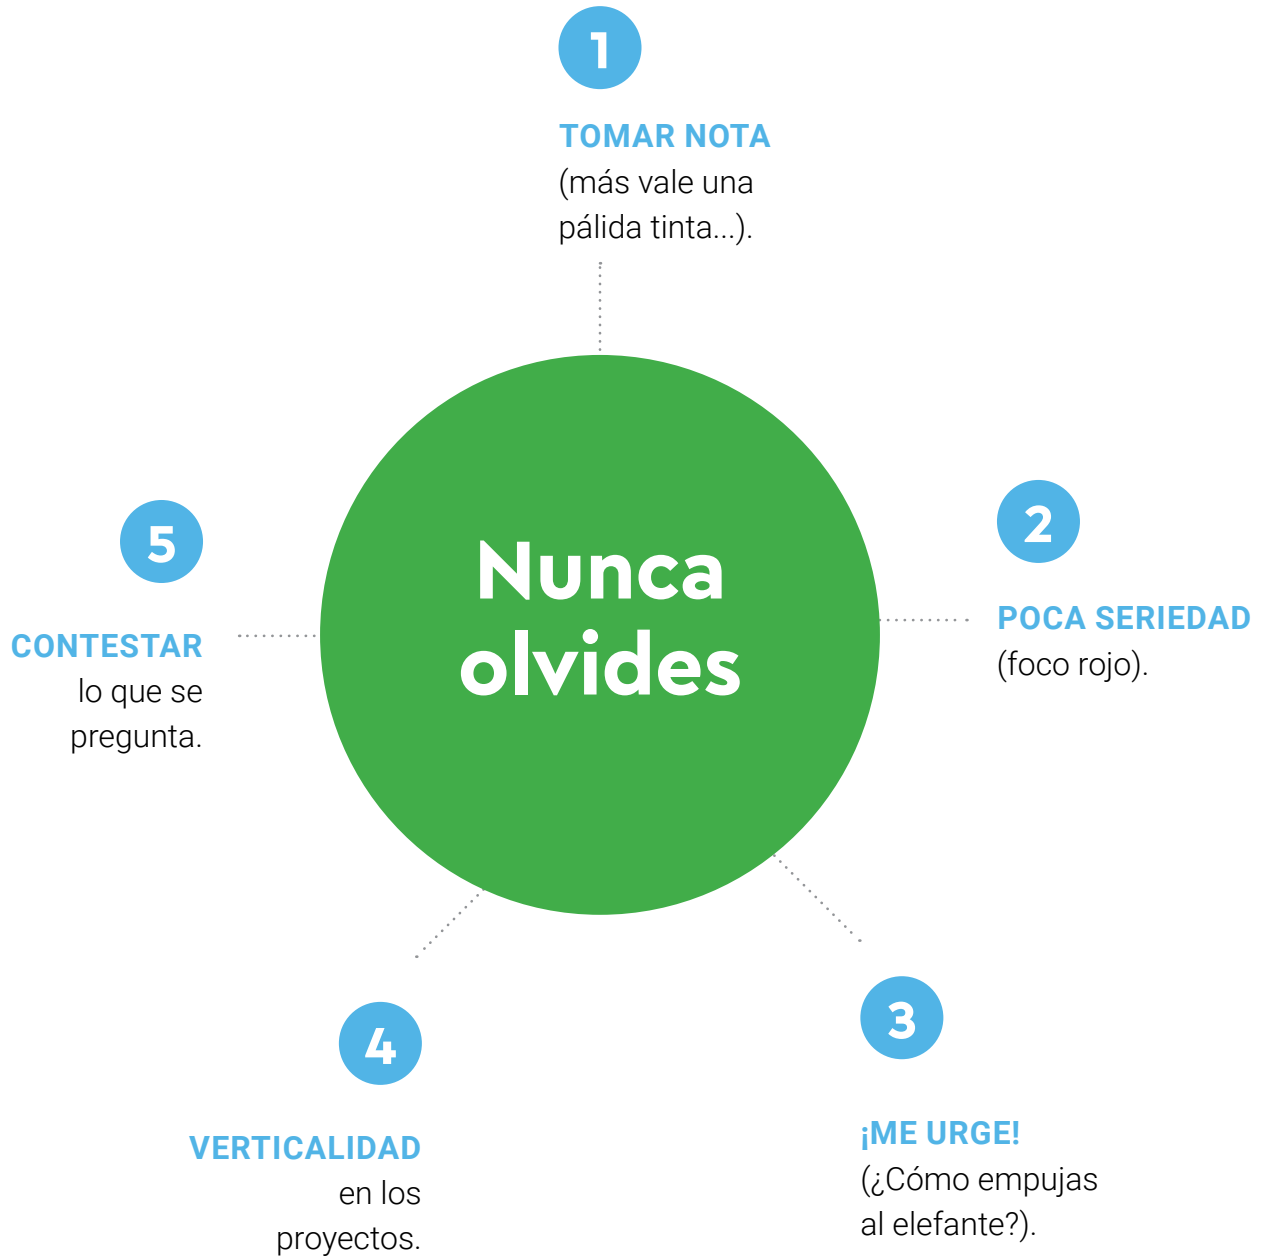 Nunca
olvides
1
TOMAR NOTA
(más vale una
pálida tinta...).
2
POCA SERIEDAD
(foco rojo).
3
¡ME URGE!
(¿Cómo empujas
al elefante?).
4
VERTICALIDAD
en los
proyectos.
5
CONTESTAR
lo que se
pregunta.